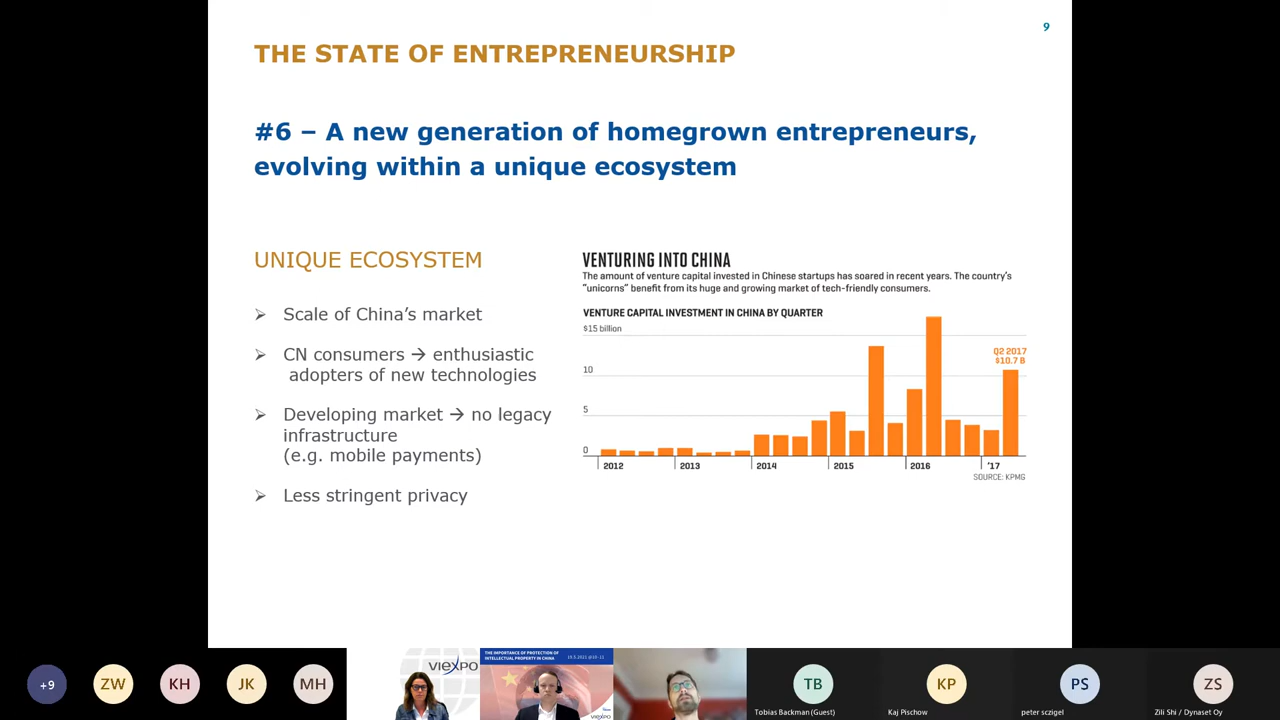 9
THE STATE OF ENTREPRENEURSHIP
#6 – A new generation of homegrown entrepreneurs,
evolving within a unique ecosystem
UNIQUE ECOSYSTEM
➢ Scale of China’s market
➢ CN consumers → enthusiastic
adopters of new technologies
➢ Developing market → no legacy
infrastructure
(e.g. mobile payments)
➢ Less stringent privacy
VENTURING INTO CHINA
The amount of venture capital invested in Chinese startups has soared in recent years. The country's
"unicorns" benefit from its huge and growing market of tech-friendly consumers.
VENTURE CAPITAL INVESTMENT IN CHINA BY QUARTER
$15 billion
Q2 2017
$10.7 B
10
5
0
2012 2013 2014 2015 2016 '17
SOURCE: KPMG
+9 ZW KH JK MH
VIEXPO
THE IMPORTANCE OF PROTECTION OF
INTELLECTUAL PROPERTY IN CHINA
19.5.2021 @10-11
VIEXPO
TB KP PS ZS
Tobias Backman (Guest) Kaj Pischow peter sczigel Zili Shi / Dynaset Oy